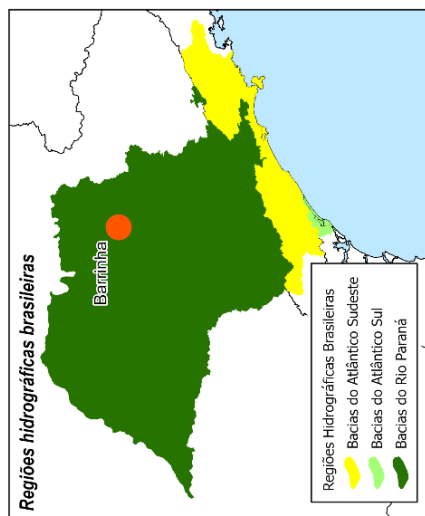 Regiões hidrográficas brasileiras
Barrinha
Regiões Hidrográficas Brasileiras
Bacias do Atlântico Sudeste
Bacias do Atlântico Sul
Bacias do Rio Paraná